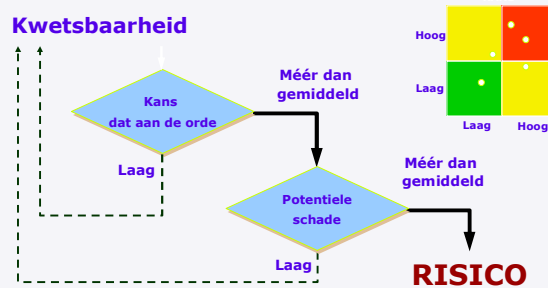 Kwetsbaarheid
Hoog
Laag
Laag
Hoog
Kans
dat aan de orde
Méér dan
gemiddeld
Laag
Potentiele
schade
Méér dan
gemiddeld
Laag
RISICO